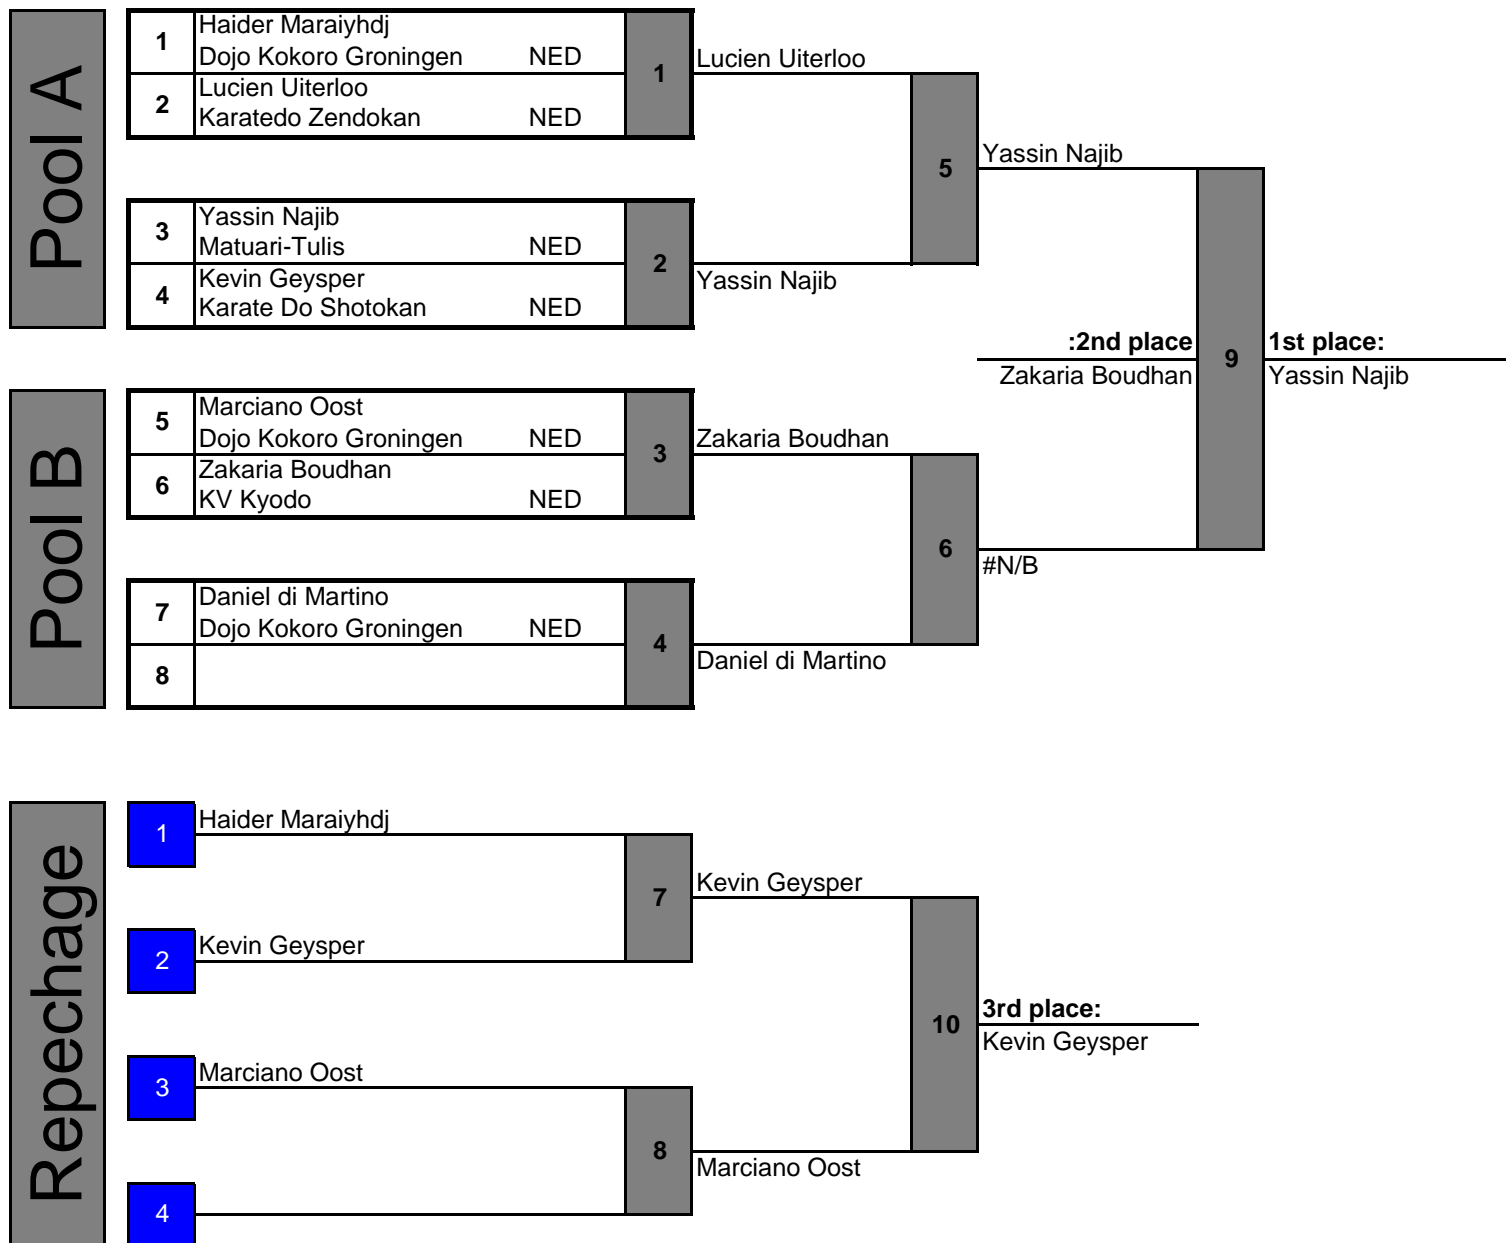 Pool A
1
Haider Maraiyhdj
Dojo Kokoro Groningen NED
2
Lucien Uiterloo
Karatedo Zendokan NED
1
Lucien Uiterloo
3
Yassin Najib
Matuari-Tulis NED
4
Kevin Geysper
Karate Do Shotokan NED
2
Yassin Najib
5
Yassin Najib
Pool B
5
Marciano Oost
Dojo Kokoro Groningen NED
6
Zakaria Boudhan
KV Kyodo NED
3
Zakaria Boudhan
7
Daniel di Martino
Dojo Kokoro Groningen NED
8
4
Daniel di Martino
6
#N/B
:2nd place
Zakaria Boudhan
9
1st place:
Yassin Najib
Repechage
1
Haider Maraiyhdj
2
Kevin Geysper
7
Kevin Geysper
3
Marciano Oost
4
8
Marciano Oost
10
3rd place:
Kevin Geysper